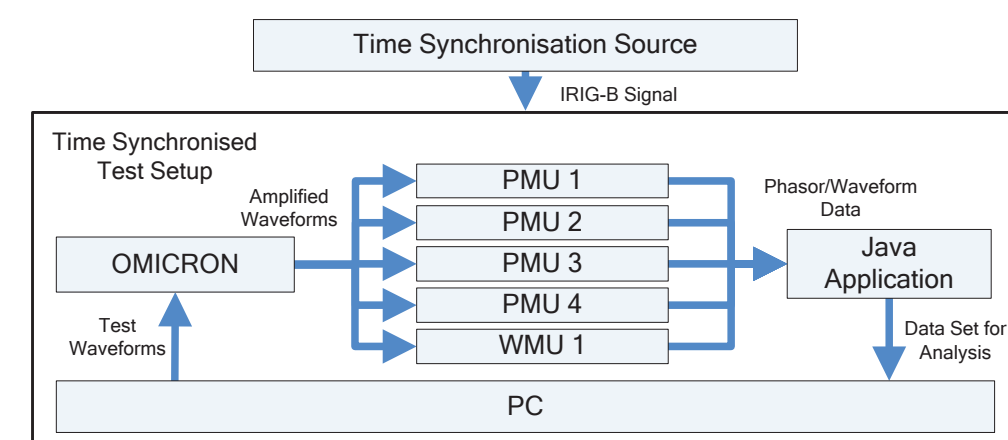 Time Synchronisation Source
IRIG-B Signal
Time Synchronised
Test Setup
Amplified
Waveforms
PMU 1
PMU 2
PMU 3
PMU 4
WMU 1
Phasor/Waveform
Data
OMICRON
Java
Application
Test
Waveforms
Data Set for
Analysis
PC